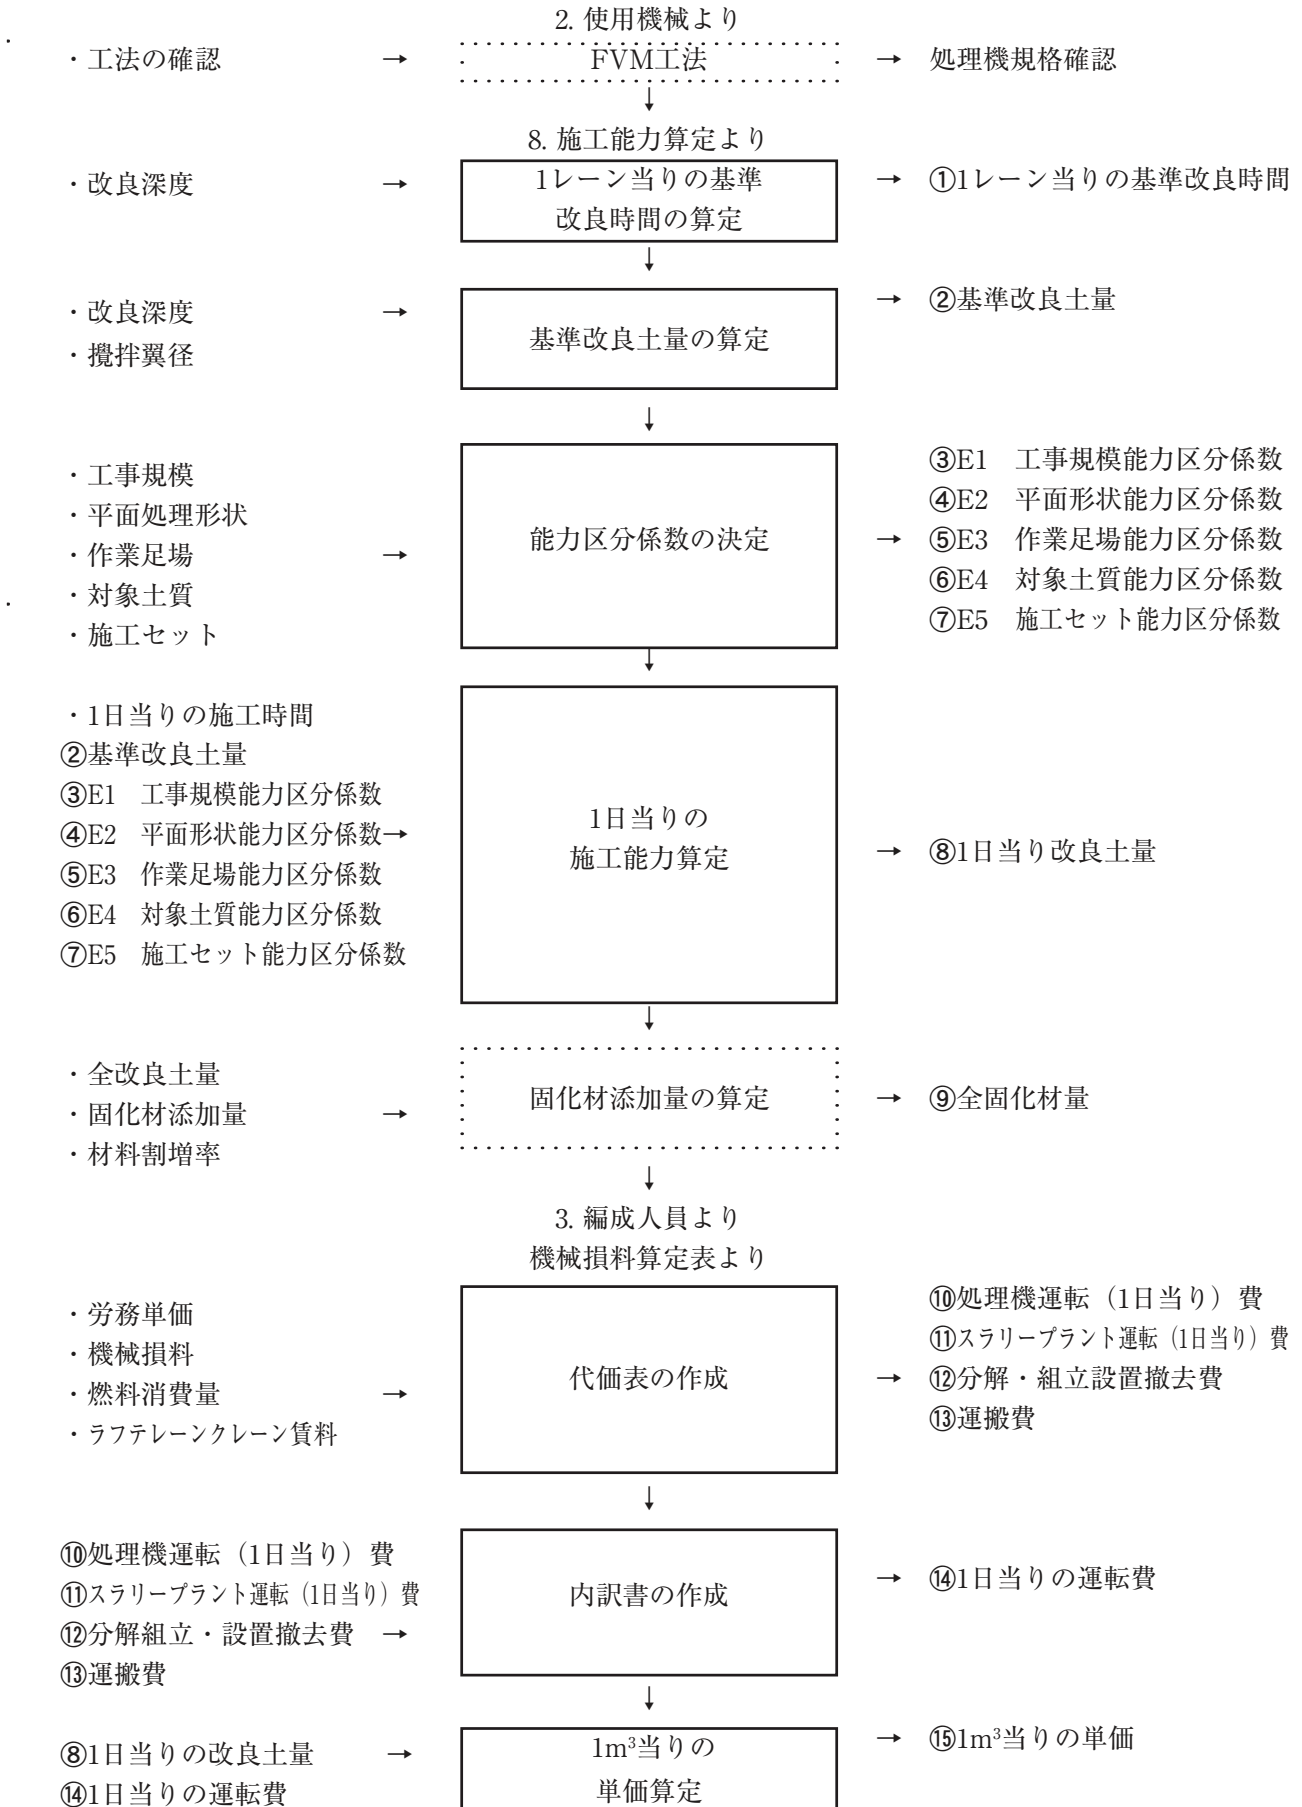 2. 使用機械より
・工法の確認 → FVM工法 → 処理機規格確認
↓
8. 施工能力算定より
・改良深度 → 1レーン当りの基準 → ①1レーン当りの基準改良時間
改良時間の算定
↓
・改良深度 → 基準改良土量の算定 → ②基準改良土量
・攪拌翼径
↓
・工事規模
・平面処理形状
・作業足場 →
・対象土質
・施工セット
能力区分係数の決定 →
③E1 工事規模能力区分係数
④E2 平面形状能力区分係数
⑤E3 作業足場能力区分係数
⑥E4 対象土質能力区分係数
⑦E5 施工セット能力区分係数
↓
・1日当りの施工時間
②基準改良土量
③E1 工事規模能力区分係数
④E2 平面形状能力区分係数→
⑤E3 作業足場能力区分係数
⑥E4 対象土質能力区分係数
⑦E5 施工セット能力区分係数
1日当りの
施工能力算定
→ ⑧1日当り改良土量
↓
・全改良土量
・固化材添加量 →
・材料割増率
固化材添加量の算定 → ⑨全固化材量
↓
3. 編成人員より
機械損料算定表より
・労務単価
・機械損料
・燃料消費量 →
・ラフテレーンクレーン賃料
代価表の作成 →
⑩処理機運転（1日当り）費
⑪スラリープラント運転（1日当り）費
⑫分解・組立設置撤去費
⑬運搬費
↓
⑩処理機運転（1日当り）費
⑪スラリープラント運転（1日当り）費
⑫分解組立・設置撤去費 →
⑬運搬費
内訳書の作成 → ⑭1日当りの運転費
↓
⑧1日当りの改良土量 →
⑭1日当りの運転費
1m³当りの
単価算定
→ ⑮1m³当りの単価